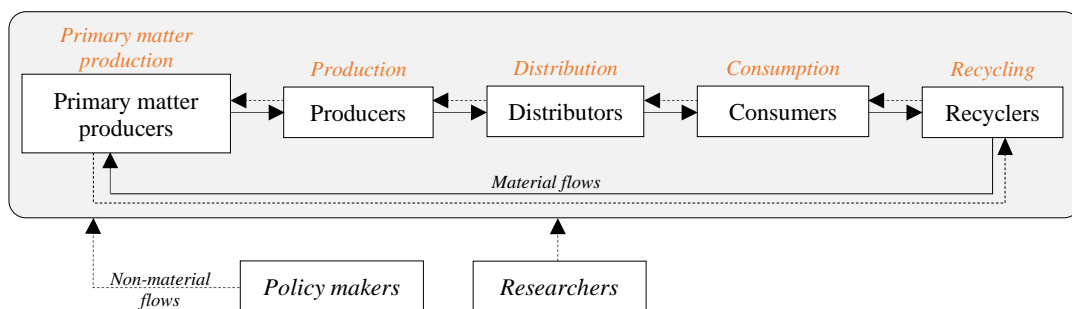 Primary matter
production
Production
Distribution
Consumption
Recycling
Primary matter
producers
Producers
Distributors
Consumers
Recyclers
Material flows
Non-material
flows
Policy makers
Researchers